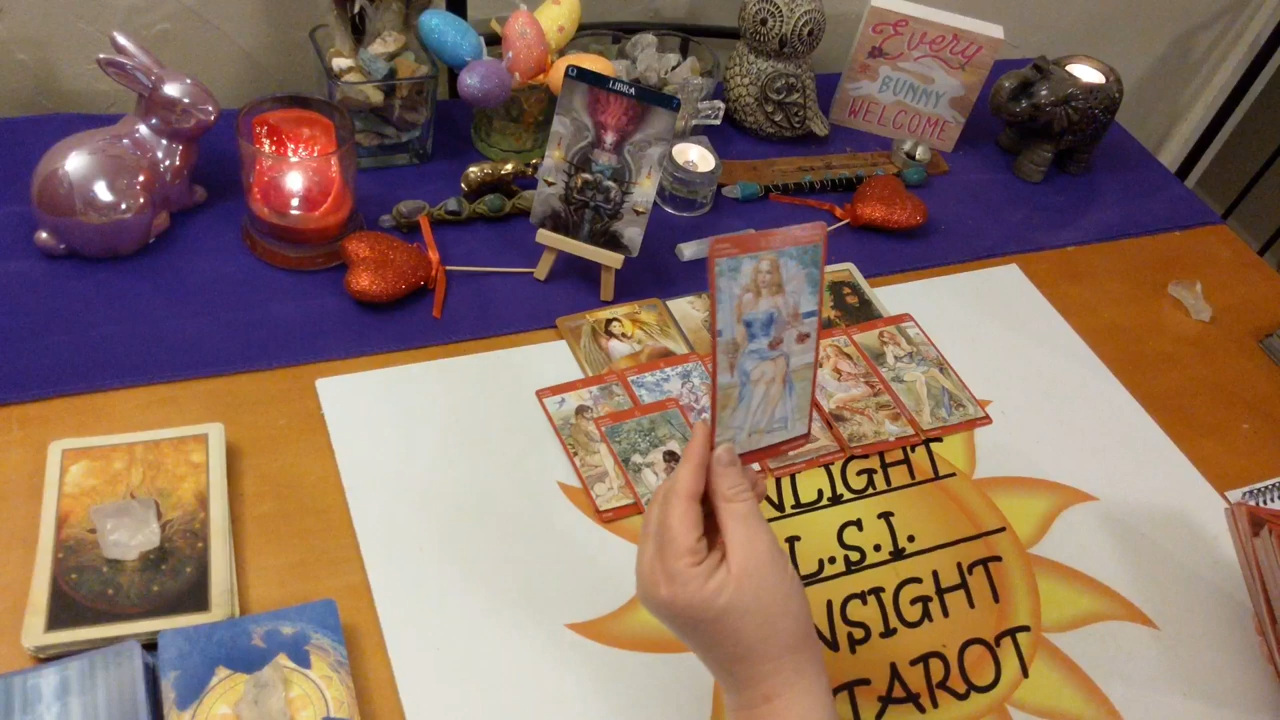 LIBRA
Every
BUNNY
WELCOME
NLIGHT
L.S.I.
NSIGHT
TAROT